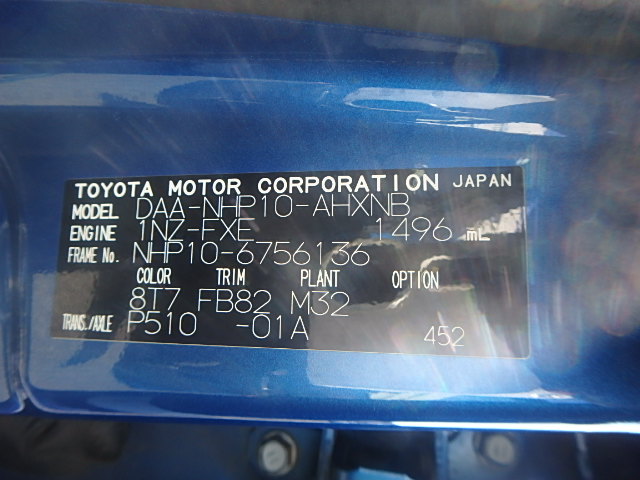 TOYOTA MOTOR CORPORATION JAPAN
MODEL DAA-NHP10-AHXNB
ENGINE 1NZ-FXE 1496 mL
FRAME No. NHP10-6756136
COLOR TRIM PLANT OPTION
8T7 FB82 M32
TRANS./AXLE P510 -01A
452